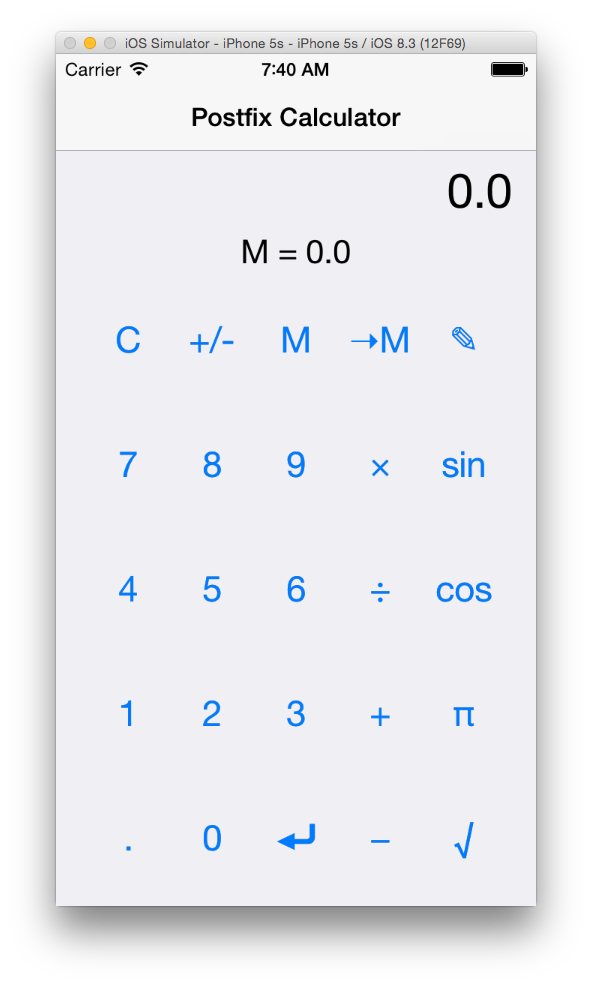 iOS Simulator - iPhone 5s - iPhone 5s / iOS 8.3 (12F69)
Carrier 7:40 AM
Postfix Calculator
0.0
M = 0.0
C +/- M →M ✎
7 8 9 × sin
4 5 6 ÷ cos
1 2 3 + π
. 0 ↵ − √